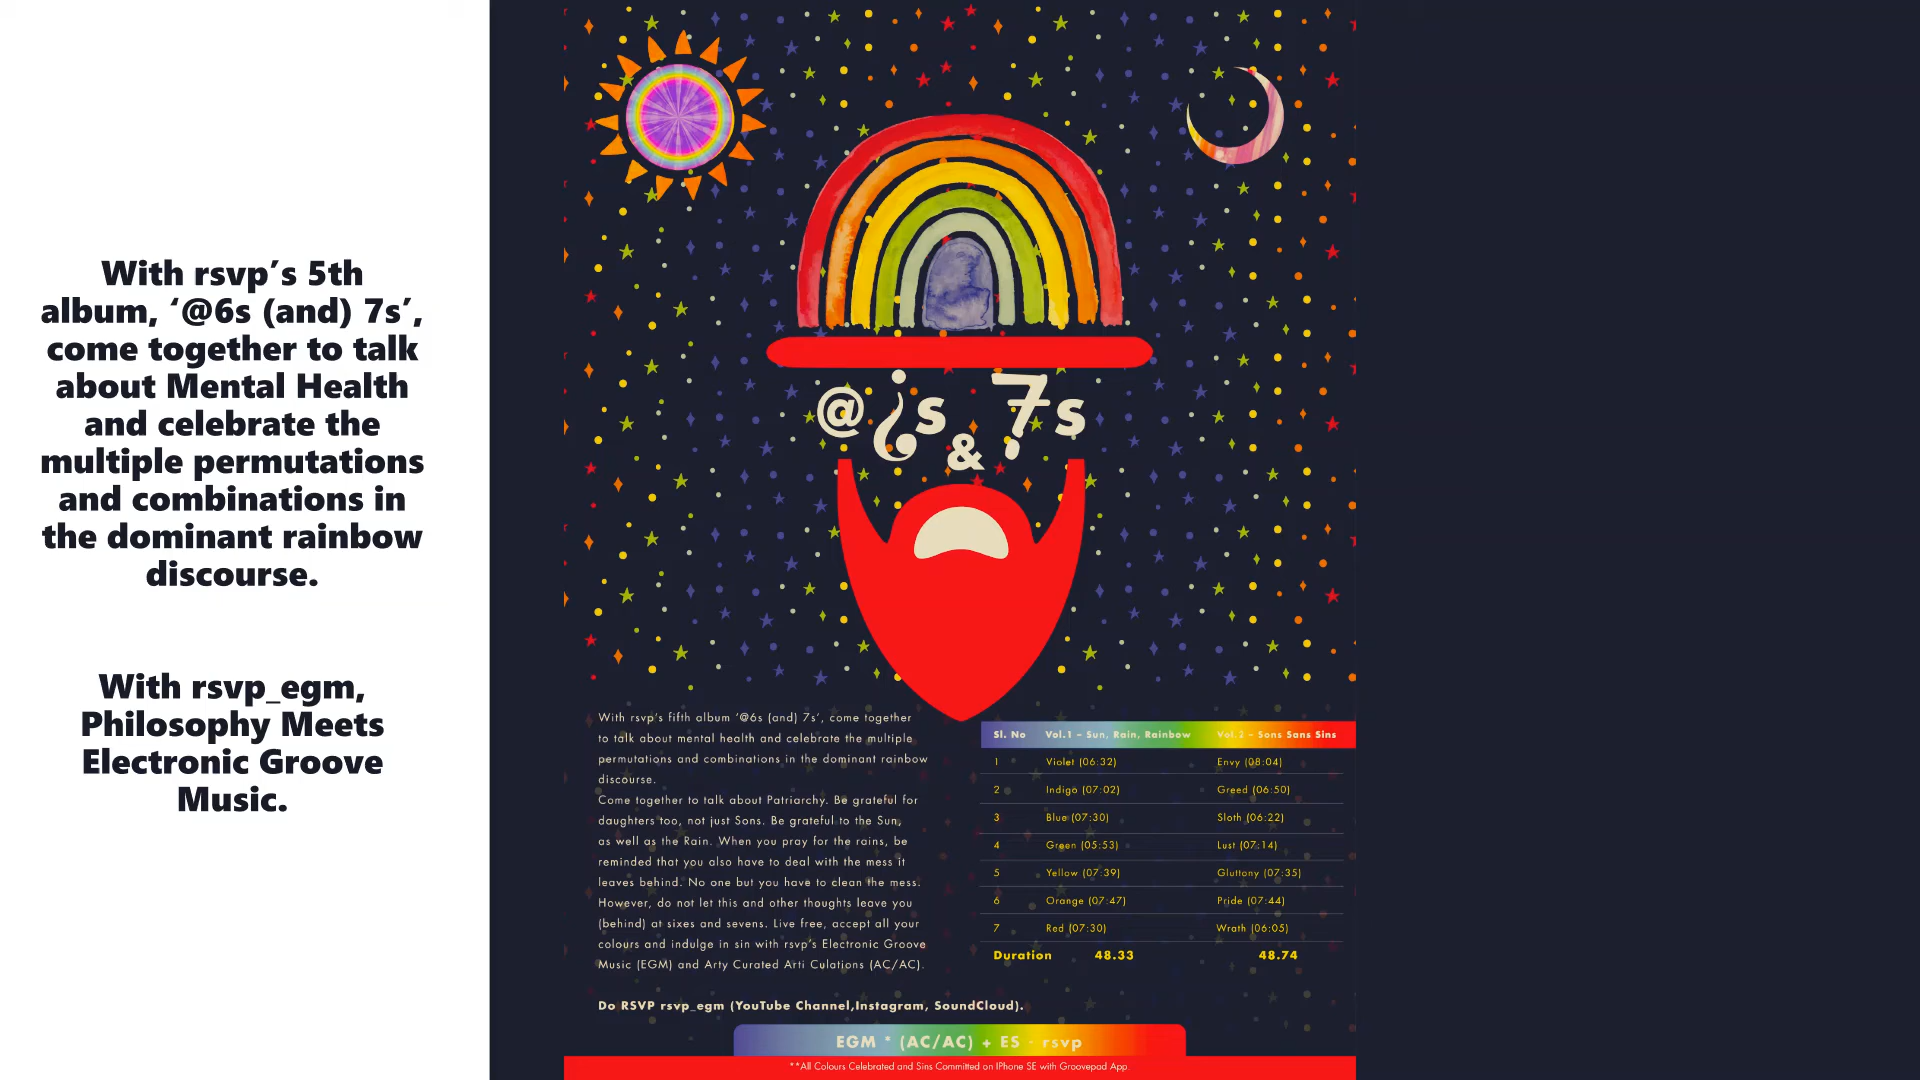 With rsvp's 5th
album, ‘@6s (and) 7s’,
come together to talk
about Mental Health
and celebrate the
multiple permutations
and combinations in
the dominant rainbow
discourse.
With rsvp_egm,
Philosophy Meets
Electronic Groove
Music.
@¿s & 7s
With rsvp's fifth album ‘@6s (and) 7s’, come together
to talk about mental health and celebrate the multiple
permutations and combinations in the dominant rainbow
discourse.
Come together to talk about Patriarchy. Be grateful for
daughters too, not just Sons. Be grateful to the Sun,
as well as the Rain. When you pray for the rains, be
reminded that you also have to deal with the mess it
leaves behind. No one but you have to clean the mess.
However, do not let this and other thoughts leave you
(behind) at sixes and sevens. Live free, accept all your
colours and indulge in sin with rsvp's Electronic Groove
Music (EGM) and Arty Curated Arti Culations (AC/AC).
Do RSVP rsvp_egm (YouTube Channel,Instagram, SoundCloud).
Sl. No Vol.1 – Sun, Rain, Rainbow Vol.2 – Sons Sans Sins
1 Violet (06:32) Envy (08:04)
2 Indigo (07:02) Greed (06:50)
3 Blue (07:30) Sloth (06:22)
4 Green (05:53) Lust (07:14)
5 Yellow (07:39) Gluttony (07:35)
6 Orange (07:47) Pride (07:44)
7 Red (07:30) Wrath (06:05)
Duration 48.33 48.74
EGM * (AC/AC) + ES - rsvp
**All Colours Celebrated and Sins Committed on IPhone SE with Groovepad App.